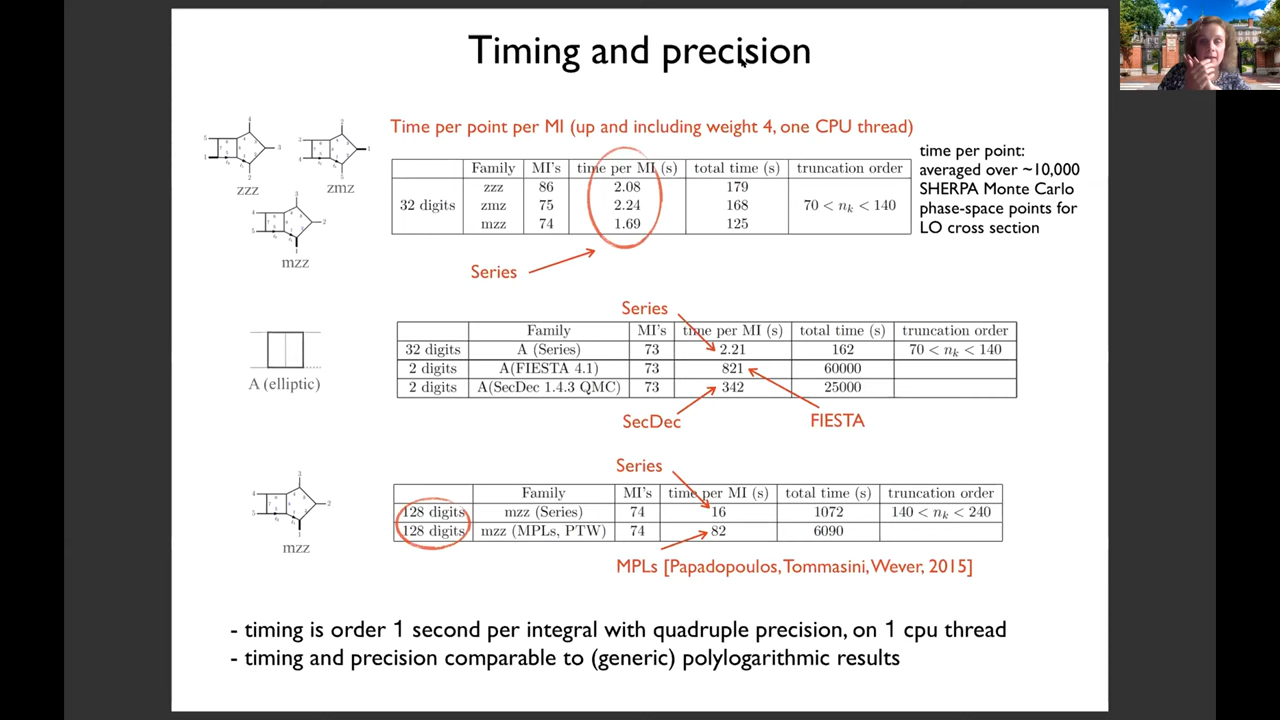 Timing and precision
Time per point per MI (up and including weight 4, one CPU thread)
Family MI's time per MI (s) total time (s) truncation order
zzz 86 2.08 179
32 digits zmz 75 2.24 168 70 < nk < 140
mzz 74 1.69 125
time per point:
averaged over ~10,000
SHERPA Monte Carlo
phase-space points for
LO cross section
zzz
zmz
mzz
Series
Series
Family MI's time per MI (s) total time (s) truncation order
32 digits A (Series) 73 2.21 162 70 < nk < 140
2 digits A(FIESTA 4.1) 73 821 60000
2 digits A(SecDec 1.4.3 QMC) 73 342 25000
A (elliptic)
SecDec
FIESTA
Series
Family MI's time per MI (s) total time (s) truncation order
128 digits mzz (Series) 74 16 1072 140 < nk < 240
128 digits mzz (MPLs, PTW) 74 82 6090
mzz
MPLs [Papadopoulos, Tommasini, Wever, 2015]
- timing is order 1 second per integral with quadruple precision, on 1 cpu thread
- timing and precision comparable to (generic) polylogarithmic results